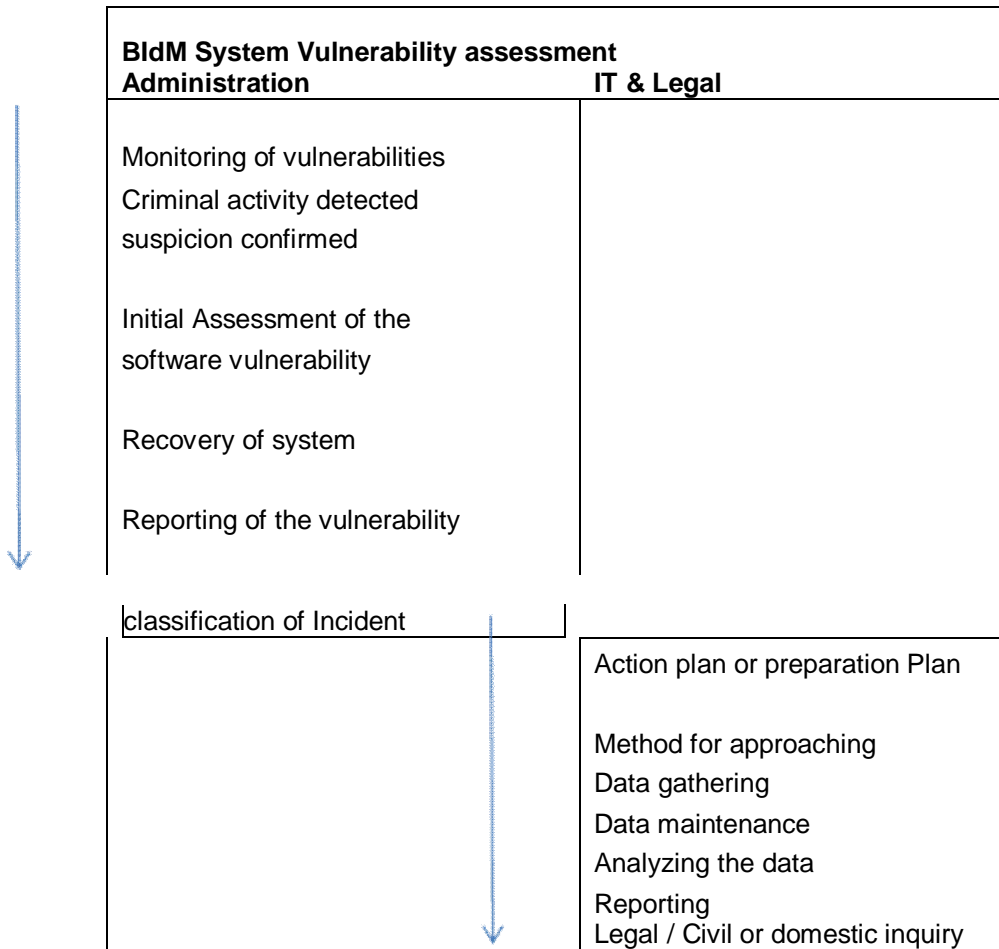 BIdM System Vulnerability assessment
Administration IT & Legal
Monitoring of vulnerabilities
Criminal activity detected
suspicion confirmed
Initial Assessment of the
software vulnerability
Recovery of system
Reporting of the vulnerability
classification of Incident
Action plan or preparation Plan
Method for approaching
Data gathering
Data maintenance
Analyzing the data
Reporting
Legal / Civil or domestic inquiry